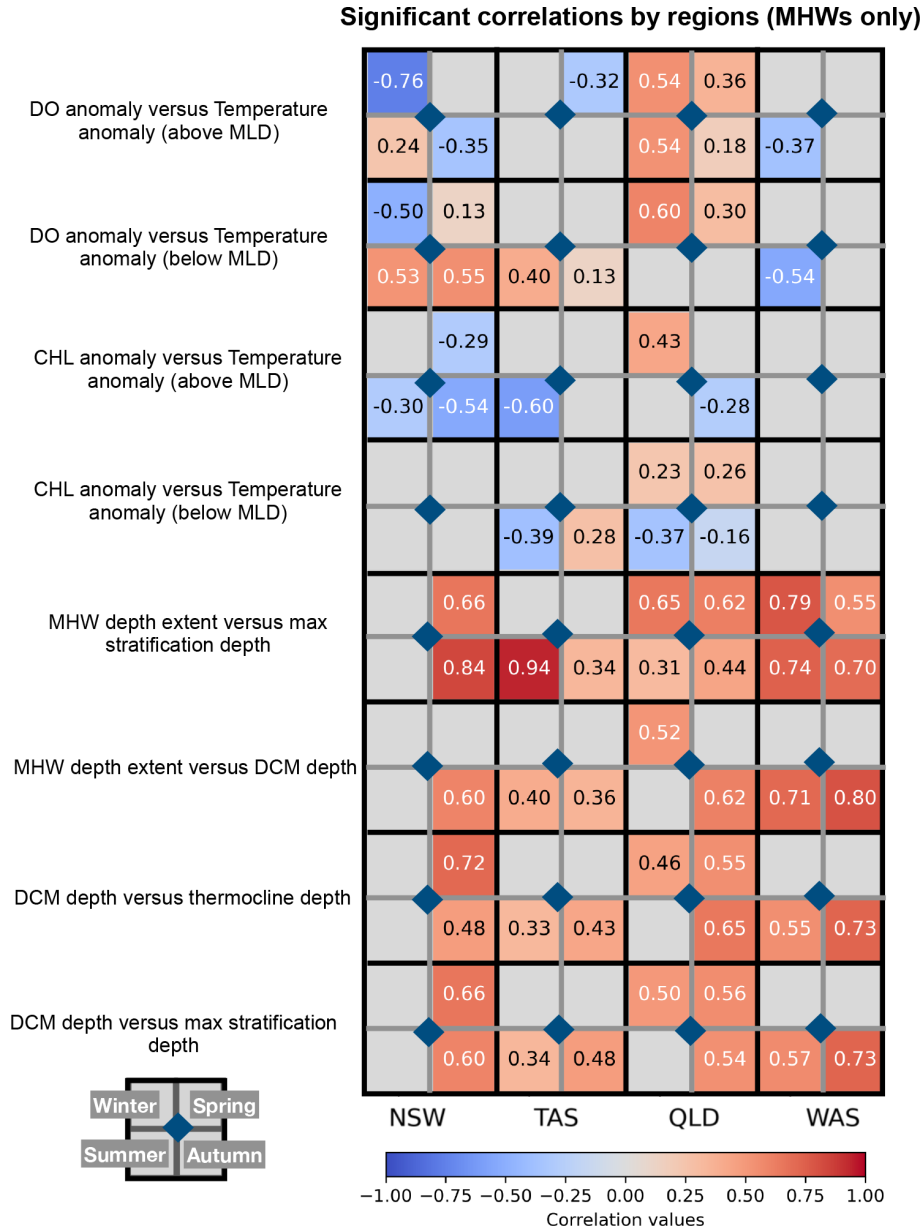 Significant correlations by regions (MHWs only)
-0.76 -0.32 0.54 0.36
DO anomaly versus Temperature
anomaly (above MLD)
0.24 -0.35 0.54 0.18 -0.37
-0.50 0.13 0.60 0.30
DO anomaly versus Temperature
anomaly (below MLD)
0.53 0.55 0.40 0.13 -0.54
-0.29 0.43
CHL anomaly versus Temperature
anomaly (above MLD)
-0.30 -0.54 -0.60 -0.28
0.23 0.26
CHL anomaly versus Temperature
anomaly (below MLD)
-0.39 0.28 -0.37 -0.16
0.66 0.65 0.62 0.79 0.55
MHW depth extent versus max
stratification depth
0.84 0.94 0.34 0.31 0.44 0.74 0.70
0.52
MHW depth extent versus DCM depth
0.60 0.40 0.36 0.62 0.71 0.80
0.72 0.46 0.55
DCM depth versus thermocline depth
0.48 0.33 0.43 0.65 0.55 0.73
0.66 0.50 0.56
DCM depth versus max stratification
depth
0.60 0.34 0.48 0.54 0.57 0.73
Winter Spring
Summer Autumn
NSW TAS QLD WAS
−1.00 −0.75 −0.50 −0.25 0.00 0.25 0.50 0.75 1.00
Correlation values